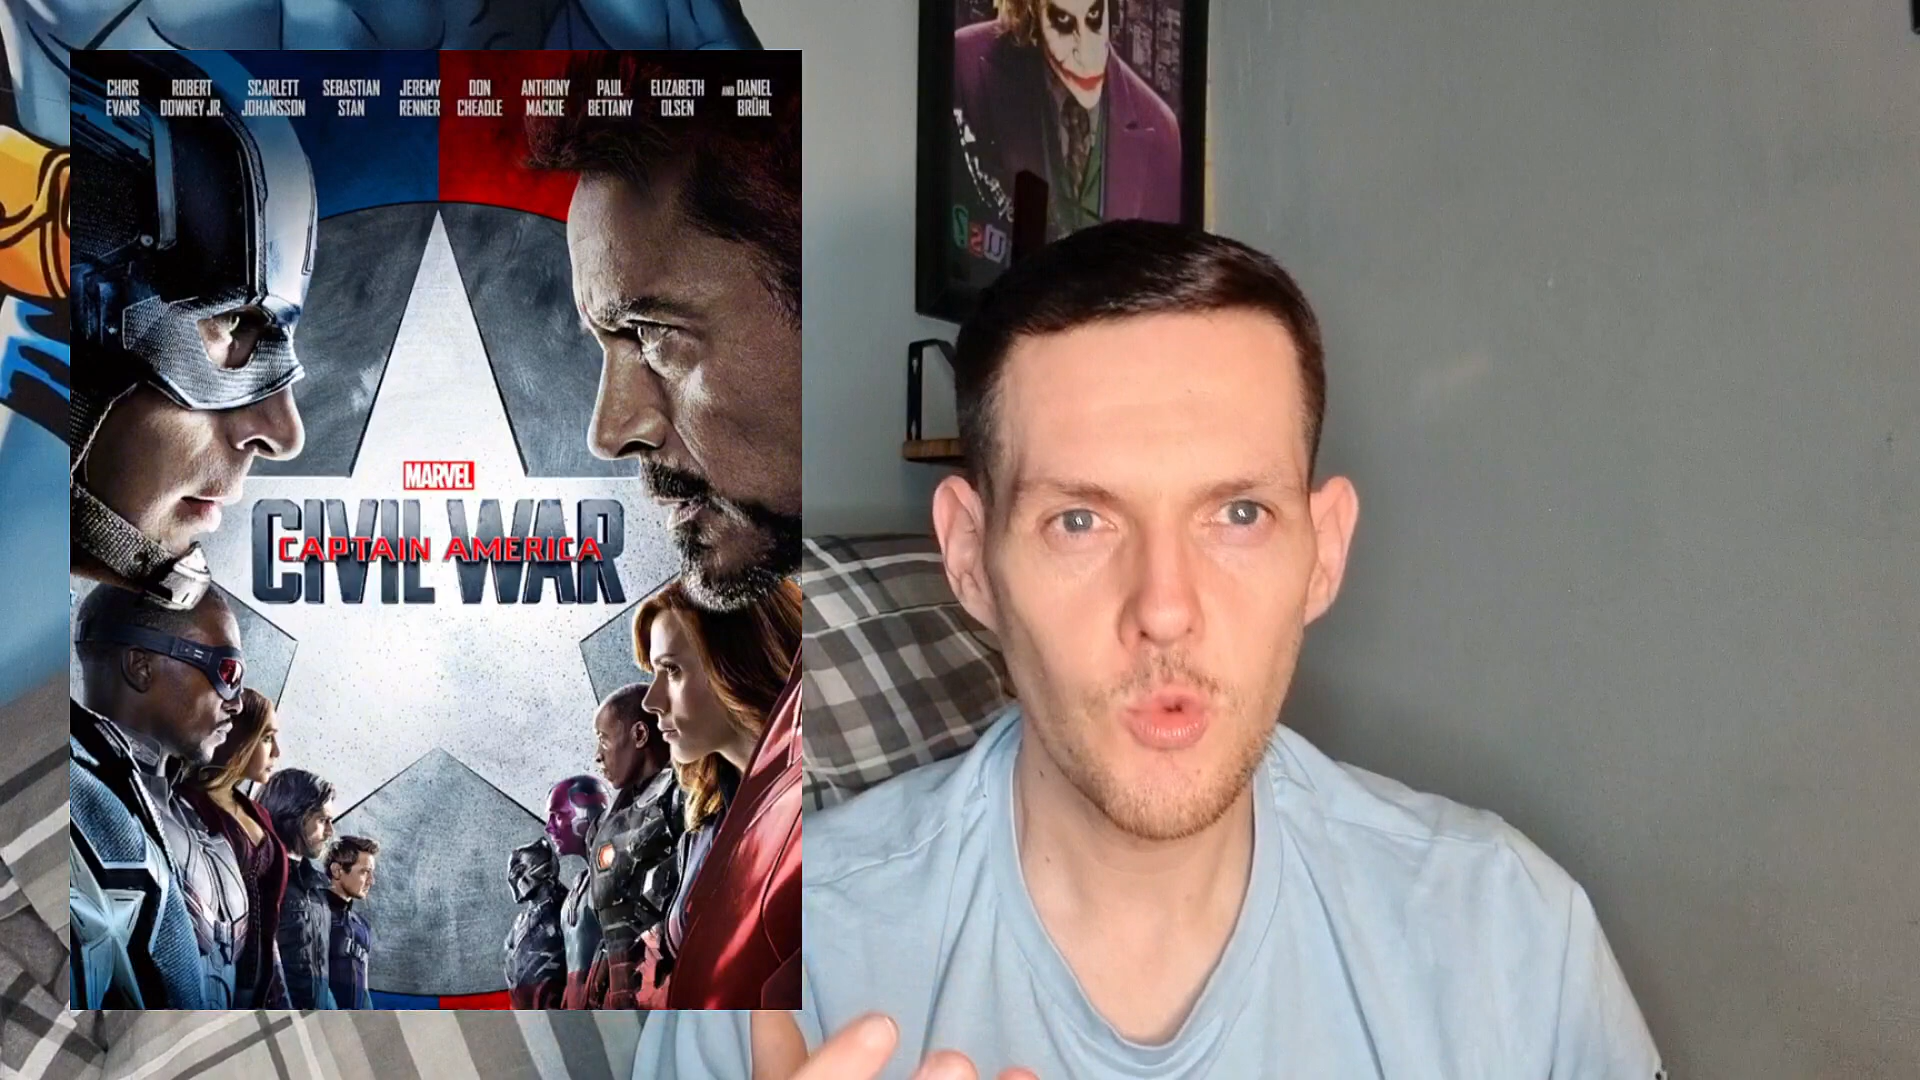 CHRIS EVANS ROBERT DOWNEY JR. SCARLETT JOHANSSON SEBASTIAN STAN JEREMY RENNER DON CHEADLE ANTHONY MACKIE PAUL BETTANY ELIZABETH OLSEN AND DANIEL BRÜHL
MARVEL
CAPTAIN AMERICA
CIVIL WAR